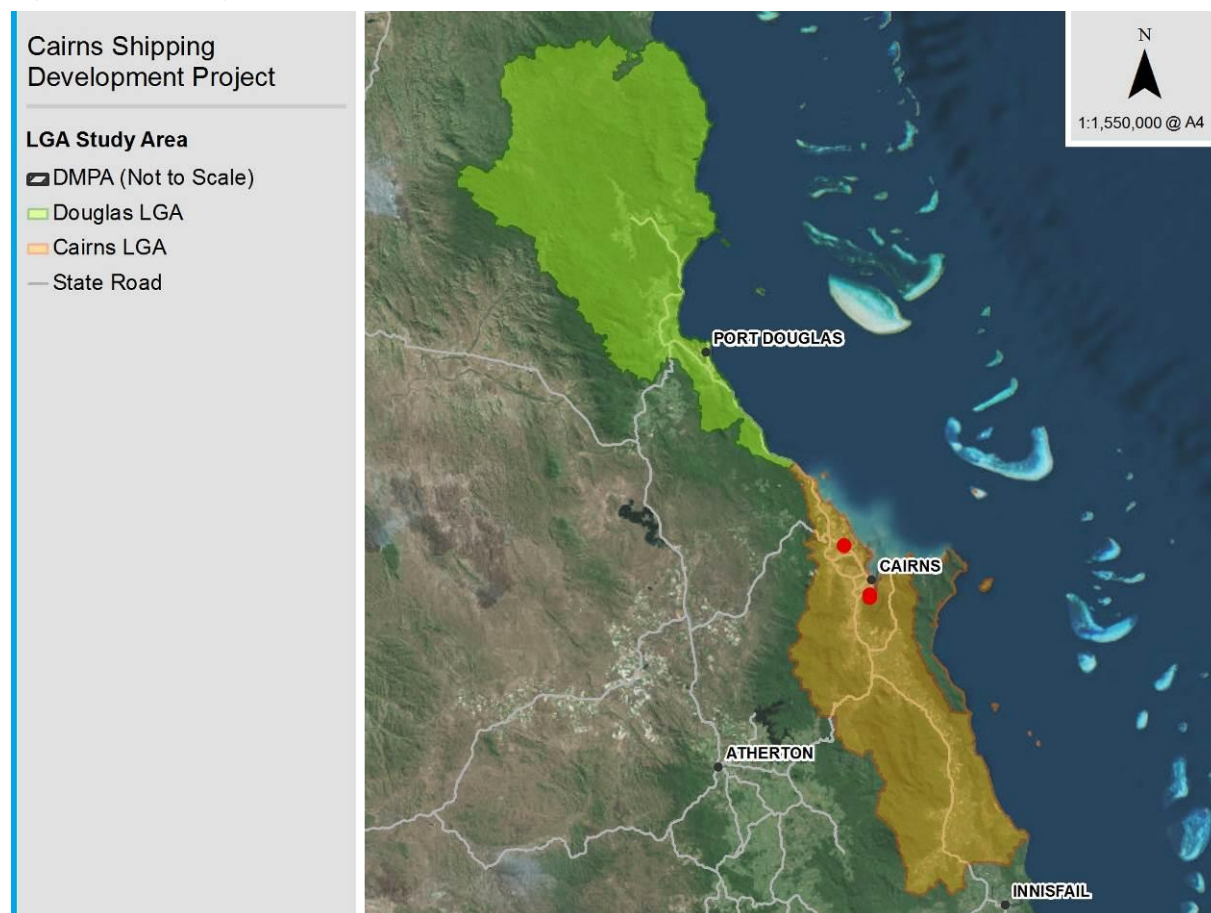 Cairns Shipping
Development Project
LGA Study Area
DMPA (Not to Scale)
Douglas LGA
Cairns LGA
State Road
N
1:1,550,000 @ A4
PORT DOUGLAS
CAIRNS
ATHERTON
INNISFAIL